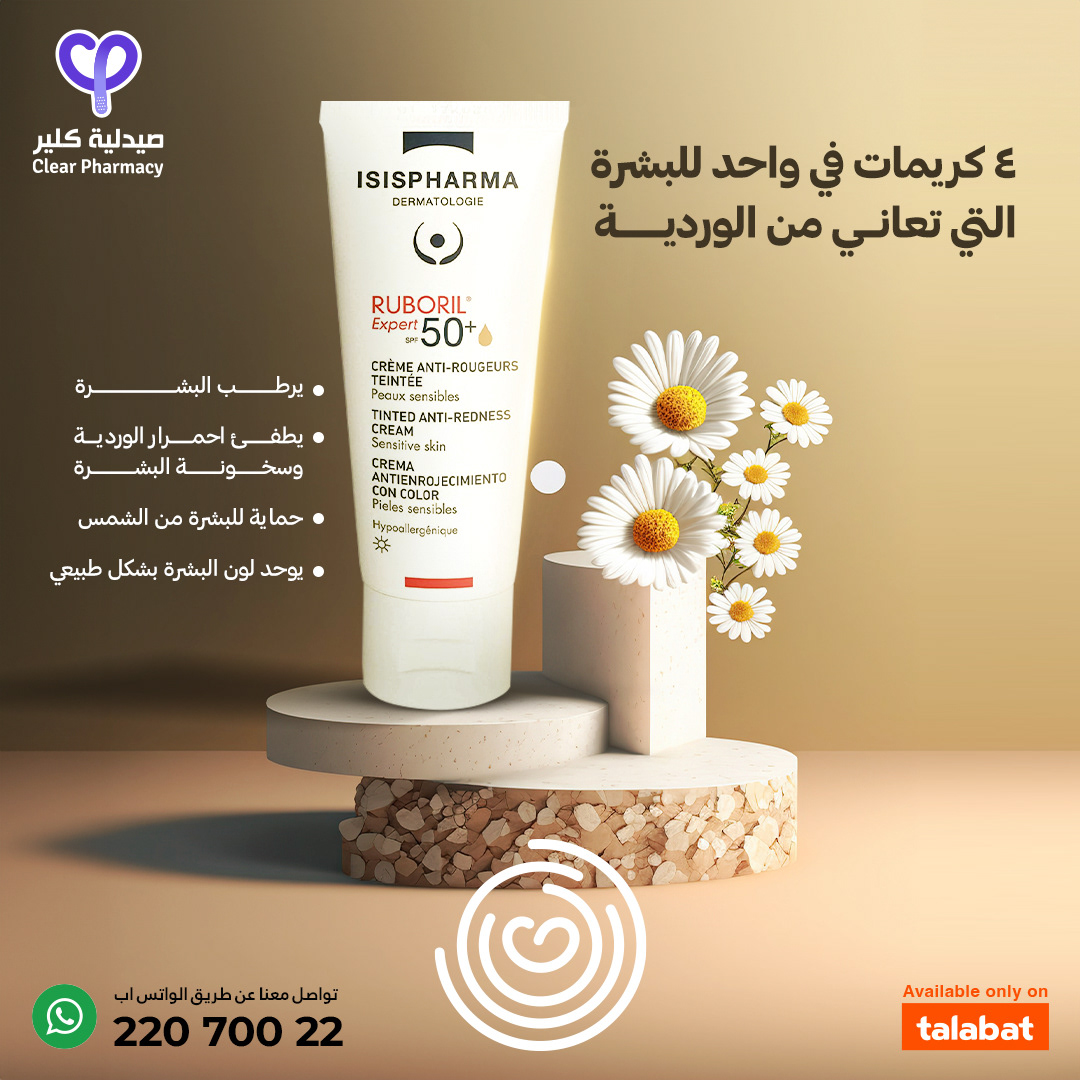 صيدلية كلير
Clear Pharmacy
٤ كريمات في واحد للبشرة
التي تعاني من الوردية
ISISPHARMA
DERMATOLOGIE
RUBORIL®
Expert SPF 50+
CRÈME ANTI-ROUGEURS
TEINTÉE
Peaux sensibles
TINTED ANTI-REDNESS
CREAM
Sensitive skin
CREMA
ANTIENROJECIMIENTO
CON COLOR
Pieles sensibles
Hypoallergénique
يرطب البشرة
يطفئ احمرار الوردية
وسخونة البشرة
حماية للبشرة من الشمس
يوحد لون البشرة بشكل طبيعي
تواصل معنا عن طريق الواتس اب
220 700 22
Available only on
talabat